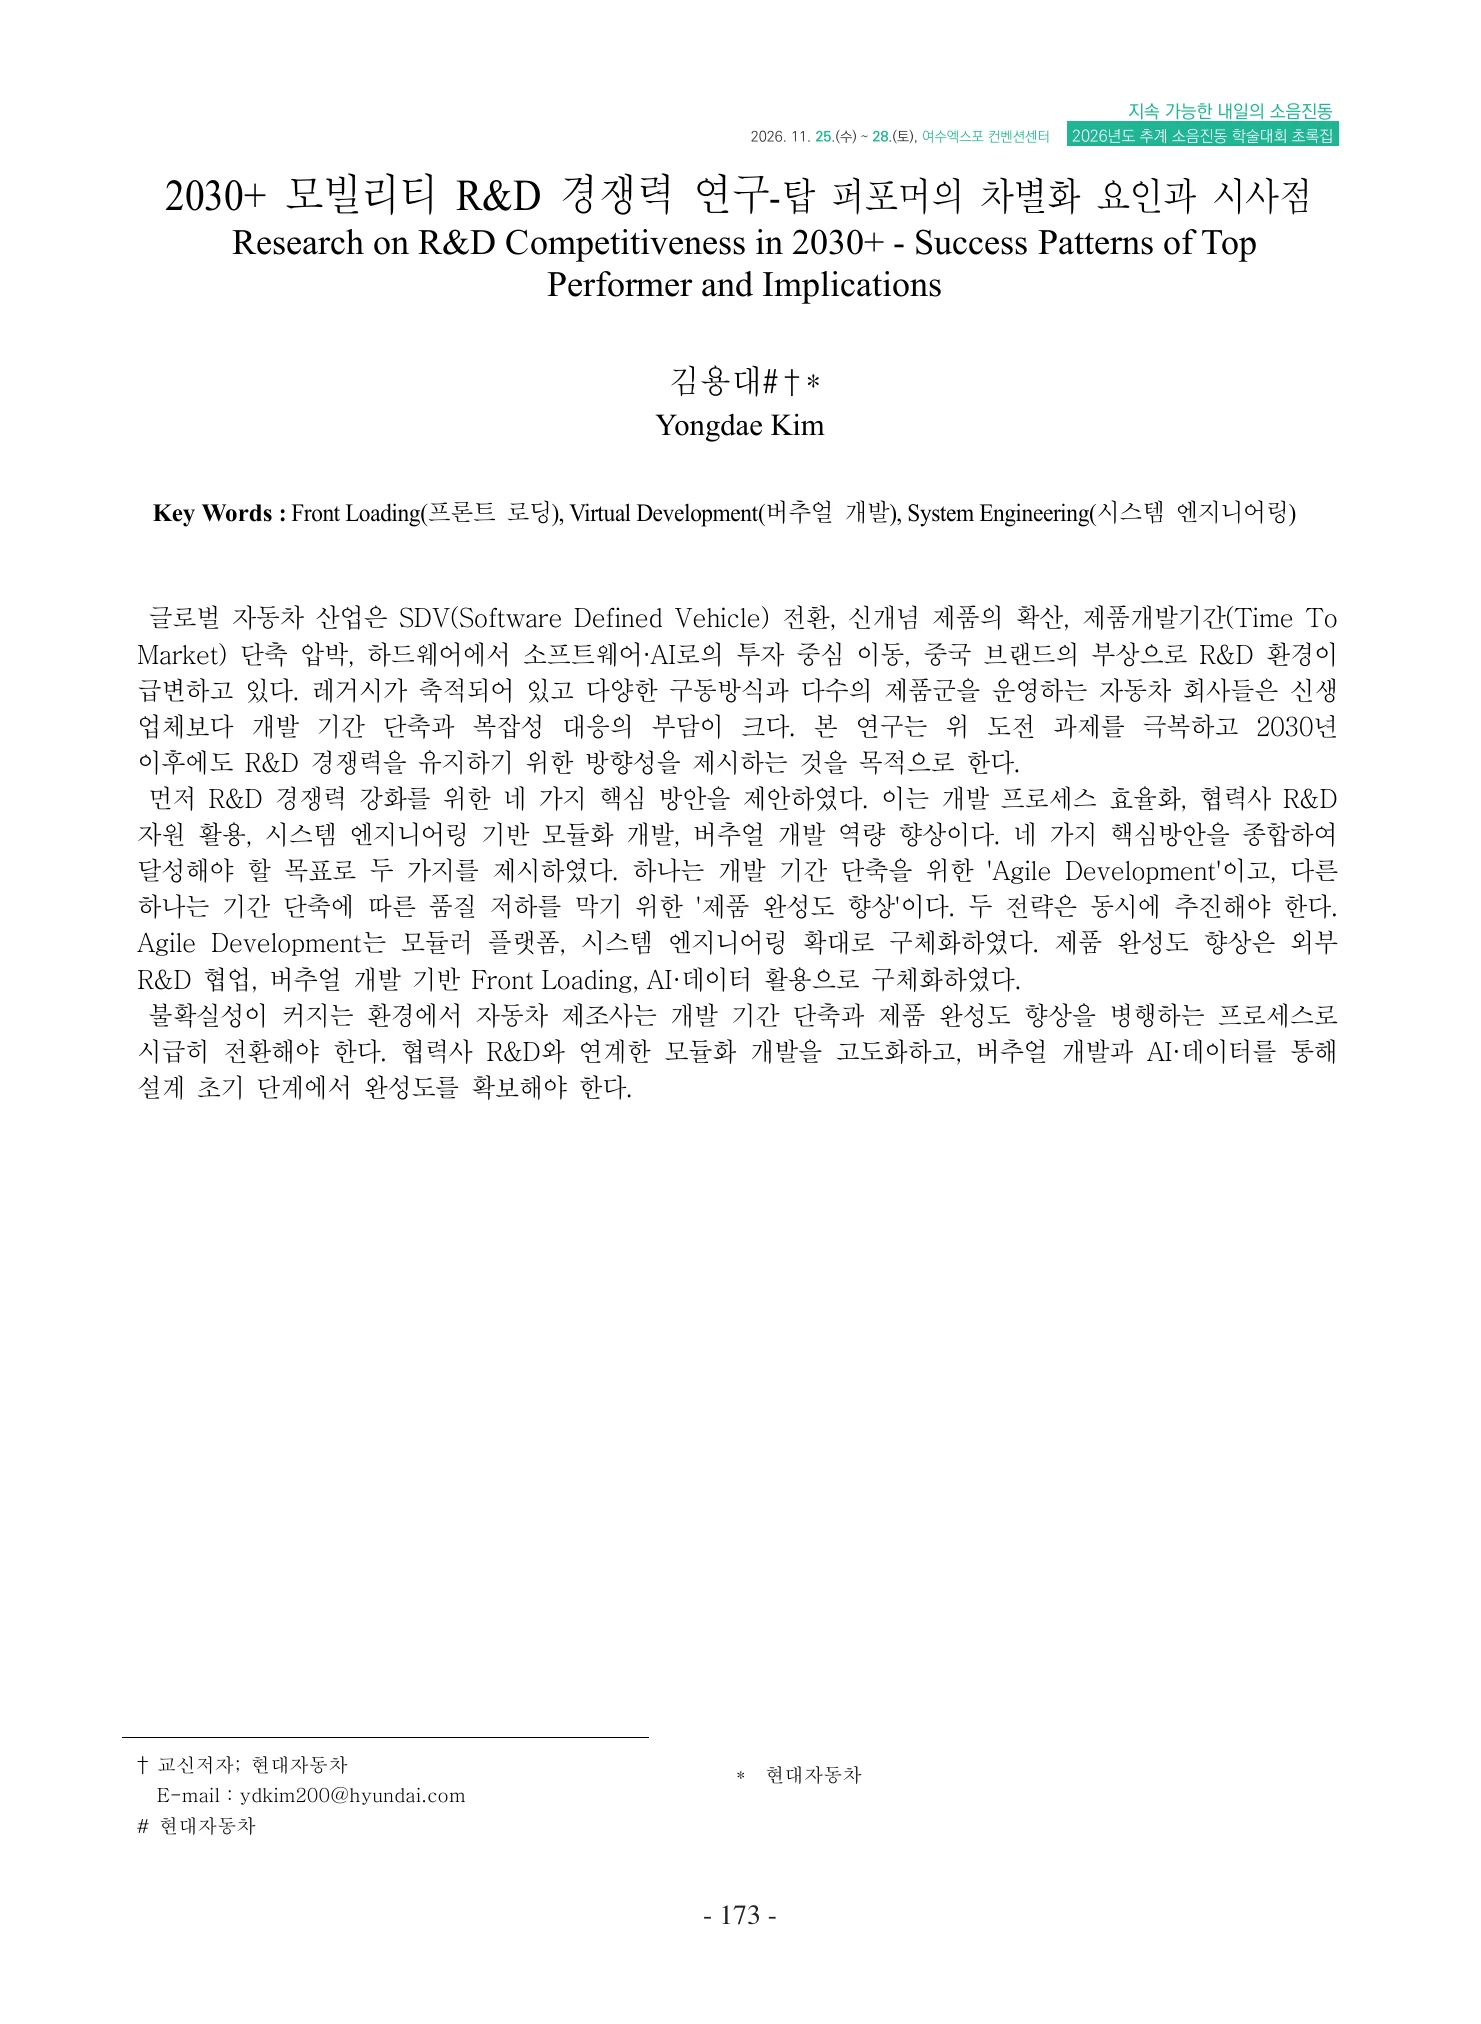 지속 가능한 내일의 소음진동
2026. 11. 25.(수) ~ 28.(토), 여수엑스포 컨벤션센터 2026년도 추계 소음진동 학술대회 초록집
2030+ 모빌리티 R&D 경쟁력 연구-탑 퍼포머의 차별화 요인과 시사점
Research on R&D Competitiveness in 2030+ - Success Patterns of Top
Performer and Implications
김용대#†*
Yongdae Kim
Key Words : Front Loading(프론트 로딩), Virtual Development(버추얼 개발), System Engineering(시스템 엔지니어링)
글로벌 자동차 산업은 SDV(Software Defined Vehicle) 전환, 신개념 제품의 확산, 제품개발기간(Time To
Market) 단축 압박, 하드웨어에서 소프트웨어·AI로의 투자 중심 이동, 중국 브랜드의 부상으로 R&D 환경이
급변하고 있다. 레거시가 축적되어 있고 다양한 구동방식과 다수의 제품군을 운영하는 자동차 회사들은 신생
업체보다 개발 기간 단축과 복잡성 대응의 부담이 크다. 본 연구는 위 도전 과제를 극복하고 2030년
이후에도 R&D 경쟁력을 유지하기 위한 방향성을 제시하는 것을 목적으로 한다.
먼저 R&D 경쟁력 강화를 위한 네 가지 핵심 방안을 제안하였다. 이는 개발 프로세스 효율화, 협력사 R&D
자원 활용, 시스템 엔지니어링 기반 모듈화 개발, 버추얼 개발 역량 향상이다. 네 가지 핵심방안을 종합하여
달성해야 할 목표로 두 가지를 제시하였다. 하나는 개발 기간 단축을 위한 'Agile Development'이고, 다른
하나는 기간 단축에 따른 품질 저하를 막기 위한 '제품 완성도 향상'이다. 두 전략은 동시에 추진해야 한다.
Agile Development는 모듈러 플랫폼, 시스템 엔지니어링 확대로 구체화하였다. 제품 완성도 향상은 외부
R&D 협업, 버추얼 개발 기반 Front Loading, AI·데이터 활용으로 구체화하였다.
불확실성이 커지는 환경에서 자동차 제조사는 개발 기간 단축과 제품 완성도 향상을 병행하는 프로세스로
시급히 전환해야 한다. 협력사 R&D와 연계한 모듈화 개발을 고도화하고, 버추얼 개발과 AI·데이터를 통해
설계 초기 단계에서 완성도를 확보해야 한다.
† 교신저자; 현대자동차
E-mail : ydkim200@hyundai.com
# 현대자동차
* 현대자동차
- 173 -